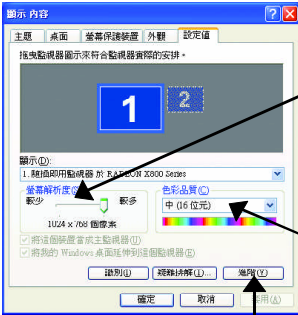 顯示 內容
主題 桌面 螢幕保護裝置 外觀 設定值
拖曳監視器圖示來符合監視器實際的安排。
1 2
顯示(D):
1. 隨插即用監視器 於 RADEON X800 Series
螢幕解析度(S) 色彩品質(C)
較少 較多 中 (16 位元)
1024 x 768 個像素
將這個裝置當成主監視器(U)
將我的 Windows 桌面延伸到這個監視器(E)
識別(I) 疑難排解(T)... 進階(V)
確定 取消 套用(A)